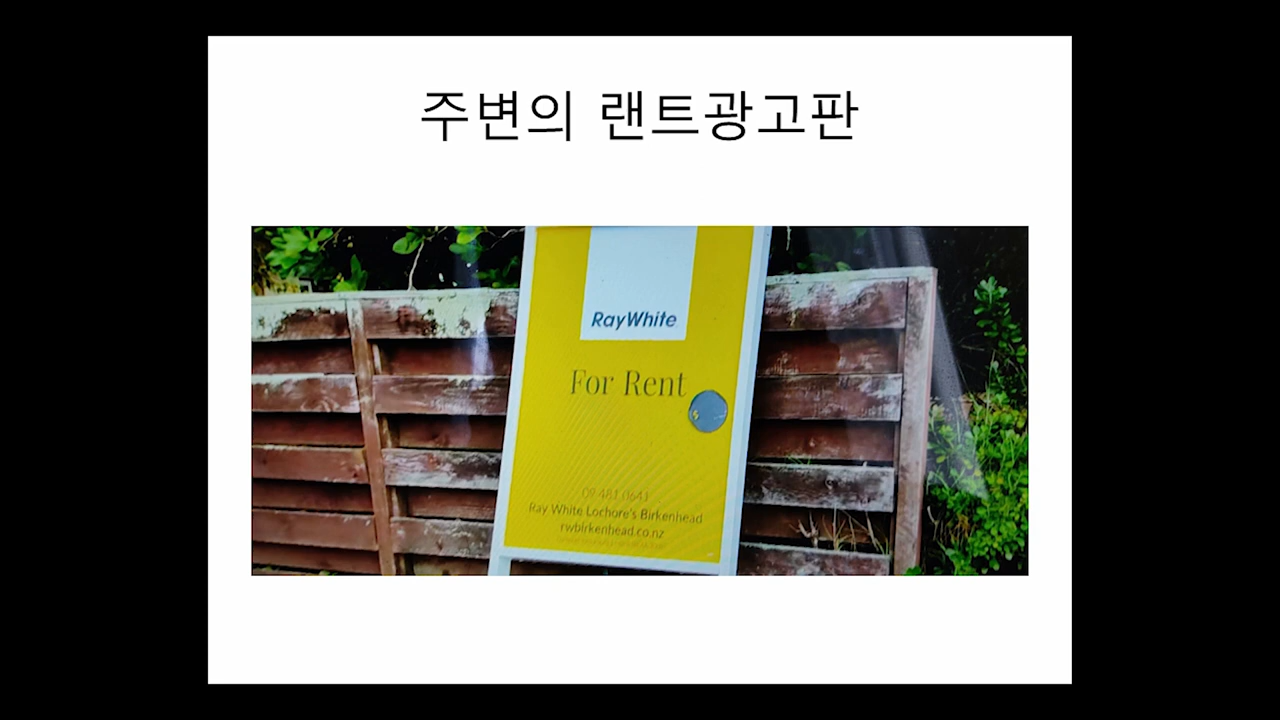 주변의 랜트광고판
RayWhite
For Rent
09 481 0641
Ray White Lochore's Birkenhead
rwbirkenhead.co.nz